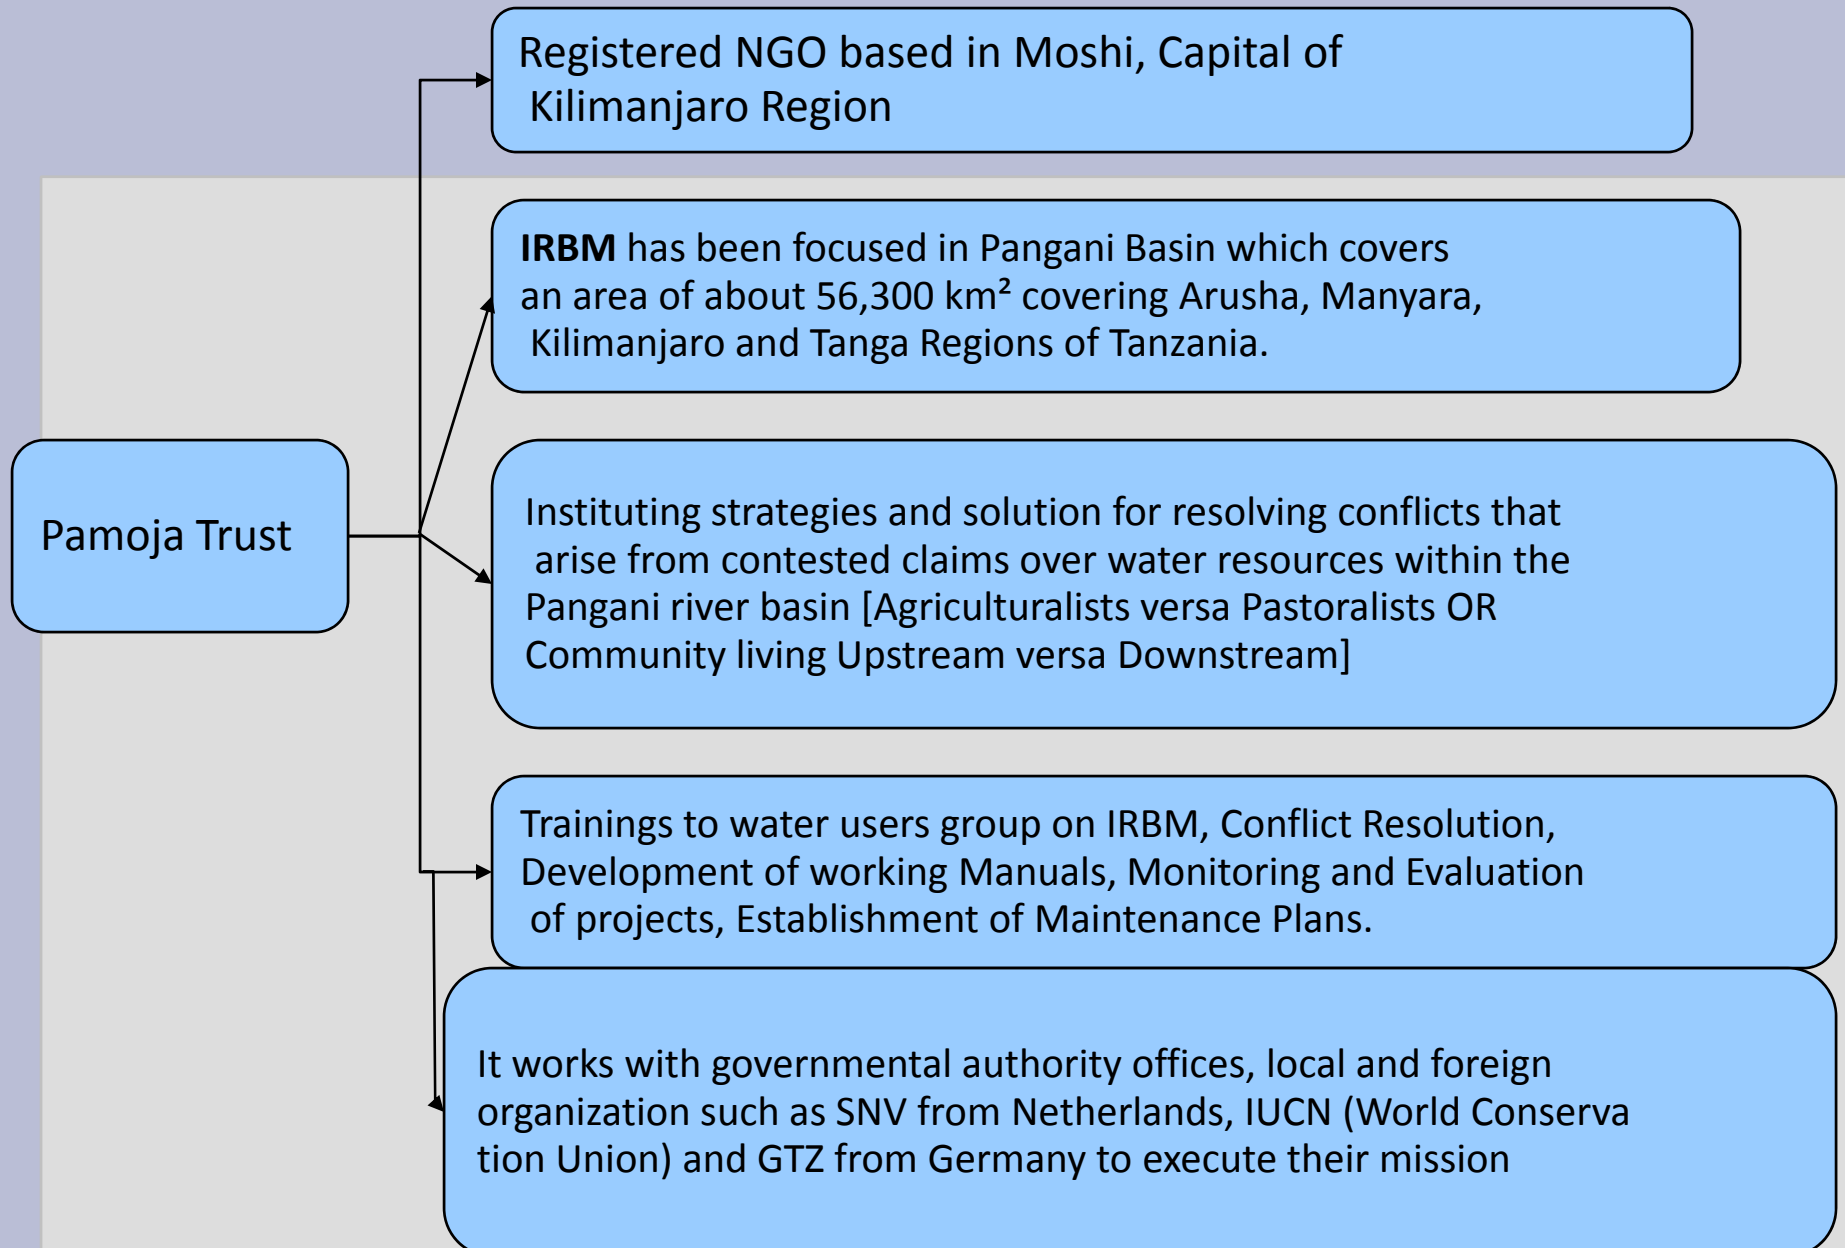 Registered NGO based in Moshi, Capital of
Kilimanjaro Region
IRBM has been focused in Pangani Basin which covers
an area of about 56,300 km² covering Arusha, Manyara,
Kilimanjaro and Tanga Regions of Tanzania.
Pamoja Trust
Instituting strategies and solution for resolving conflicts that
arise from contested claims over water resources within the
Pangani river basin [Agriculturalists versa Pastoralists OR
Community living Upstream versa Downstream]
Trainings to water users group on IRBM, Conflict Resolution,
Development of working Manuals, Monitoring and Evaluation
of projects, Establishment of Maintenance Plans.
It works with governmental authority offices, local and foreign
organization such as SNV from Netherlands, IUCN (World Conserva
tion Union) and GTZ from Germany to execute their mission